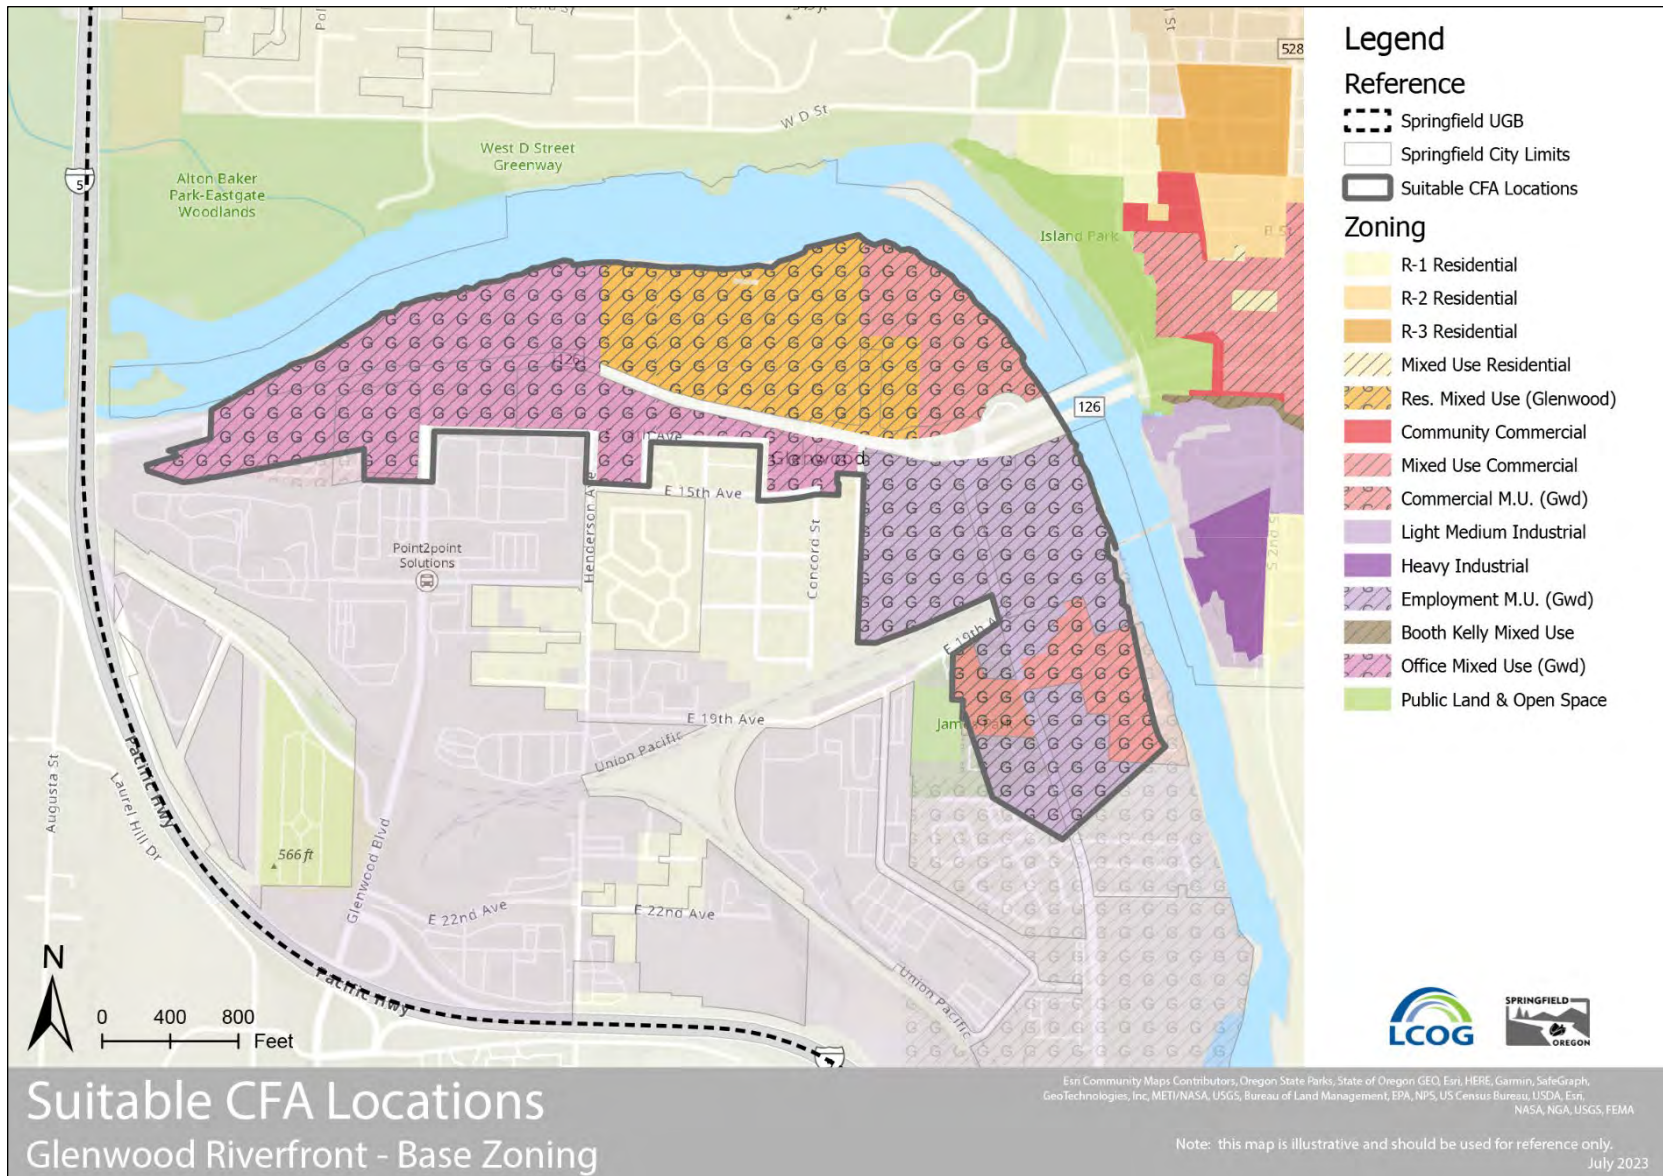 545 ft
W D St
West D Street
Greenway
Alton Baker
Park-Eastgate
Woodlands
5
528
Island Park
B St
126
126
Glenwood
E 15th Ave
Henderson Ave
Concord St
S 2nd St
Point2point
Solutions
E 19th A
E 19th Ave
Union Pacific
Pacific Hwy
Laurel Hill Dr
Augusta St
566 ft
Glenwood Blvd
E 22nd Ave
E 22nd Ave
Union Pacific
Pacific Hwy
N
0 400 800
Feet
Legend
Reference
Springfield UGB
Springfield City Limits
Suitable CFA Locations
Zoning
R-1 Residential
R-2 Residential
R-3 Residential
Mixed Use Residential
Res. Mixed Use (Glenwood)
Community Commercial
Mixed Use Commercial
Commercial M.U. (Gwd)
Light Medium Industrial
Heavy Industrial
Employment M.U. (Gwd)
Booth Kelly Mixed Use
Office Mixed Use (Gwd)
Public Land & Open Space
LCOG
SPRINGFIELD
OREGON
Suitable CFA Locations
Glenwood Riverfront - Base Zoning
Esri Community Maps Contributors, Oregon State Parks, State of Oregon GEO, Esri, HERE, Garmin, SafeGraph,
GeoTechnologies, Inc, METI/NASA, USGS, Bureau of Land Management, EPA, NPS, US Census Bureau, USDA, Esri,
NASA, NGA, USGS, FEMA
Note: this map is illustrative and should be used for reference only.
July 2023